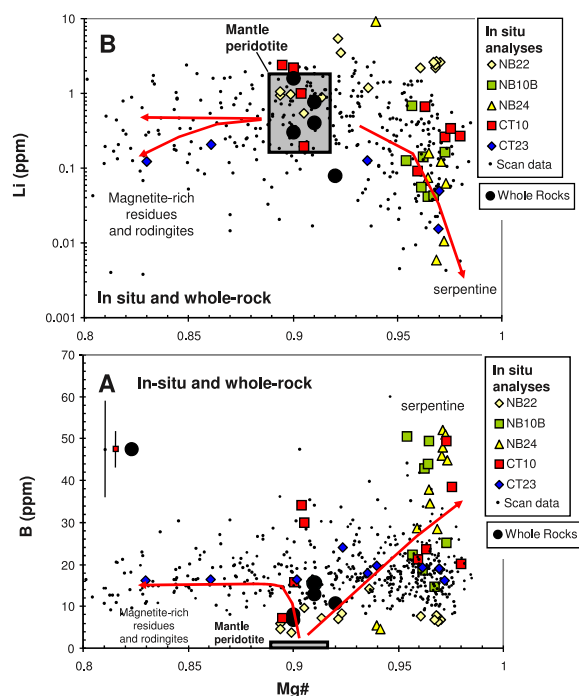 B
Mantle
peridotite
Li (ppm)
10
1
0.1
0.01
0.001
Magnetite-rich
residues
and rodingites
serpentine
In situ and whole-rock
0.8
0.85
0.9
0.95
1
In situ
analyses
NB22
NB10B
NB24
CT10
CT23
Scan data
Whole Rocks
A
In-situ and whole-rock
serpentine
B (ppm)
70
60
50
40
30
20
10
0
Magnetite-rich
residues
and rodingites
Mantle
peridotite
0.8
0.85
0.9
0.95
1
Mg#
In situ
analyses
NB22
NB10B
NB24
CT10
CT23
Scan data
Whole Rocks